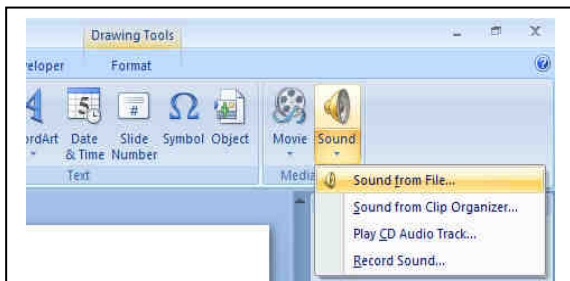 Drawing Tools
eloper Format
ordArt Date & Time Slide Number Symbol Object Movie Sound
Text Media
Sound from File...
Sound from Clip Organizer...
Play CD Audio Track...
Record Sound...